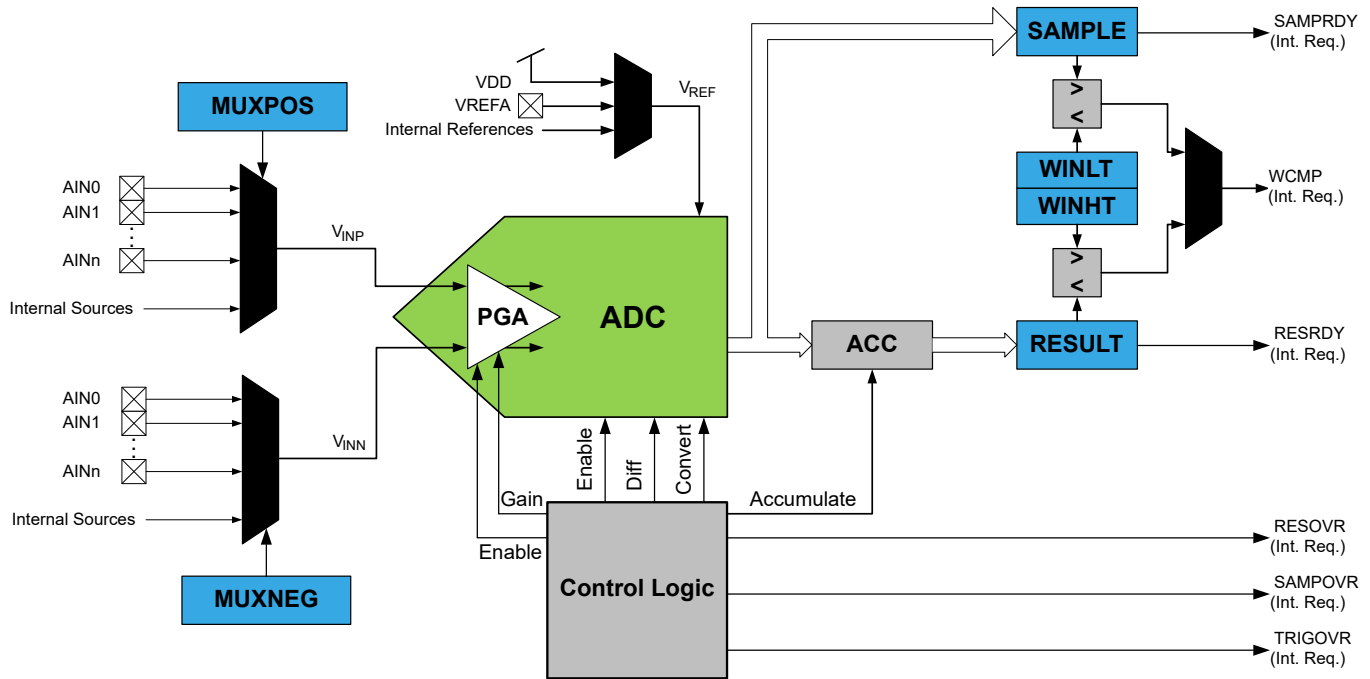 SAMPLE
SAMPRDY
(Int. Req.)
VDD
VREFA
Internal References
VREF
MUXPOS
>
<
AIN0
AIN1
AINn
Internal Sources
VINP
WINLT
WINHT
WCMP
(Int. Req.)
>
<
PGA
ADC
ACC
RESULT
RESRDY
(Int. Req.)
AIN0
AIN1
AINn
Internal Sources
VINN
MUXNEG
Enable
Diff
Convert
Gain
Enable
Accumulate
Control Logic
RESOVR
(Int. Req.)
SAMPOVR
(Int. Req.)
TRIGOVR
(Int. Req.)